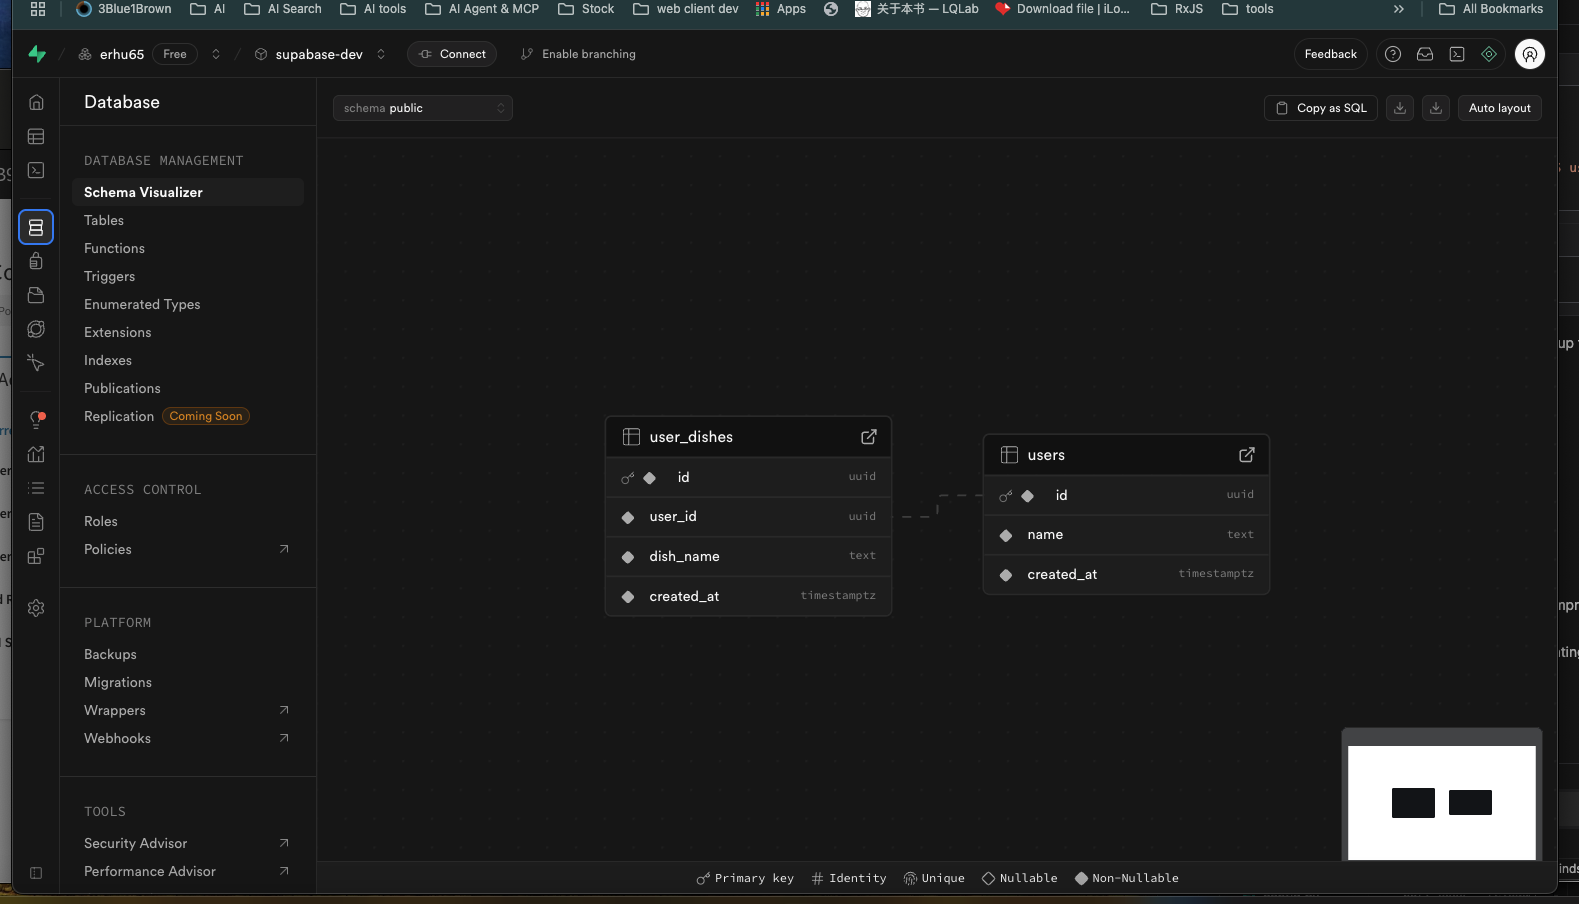 3Blue1Brown AI AI Search AI tools AI Agent & MCP Stock web client dev Apps 关于本书 — LQLab Download file | iLo... RxJS tools >> All Bookmarks
erhu65 Free supabase-dev Connect Enable branching Feedback
Database
schema public Copy as SQL Auto layout
DATABASE MANAGEMENT
Schema Visualizer
Tables
Functions
Triggers
Enumerated Types
Extensions
Indexes
Publications
Replication Coming Soon
ACCESS CONTROL
Roles
Policies
PLATFORM
Backups
Migrations
Wrappers
Webhooks
TOOLS
Security Advisor
Performance Advisor
user_dishes
id uuid
user_id uuid
dish_name text
created_at timestamptz
users
id uuid
name text
created_at timestamptz
Primary key Identity Unique Nullable Non-Nullable